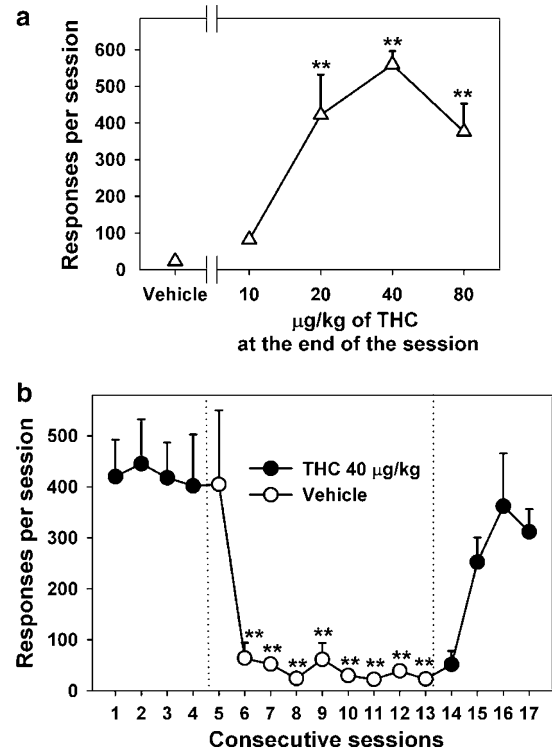 a
Responses per session
600
500
400
300
200
100
0
**
**
**
Vehicle
10
20
40
80
µg/kg of THC
at the end of the session
b
Responses per session
500
400
300
200
100
0
THC 40 µg/kg
Vehicle
**
**
**
**
**
**
**
**
1 2 3 4 5 6 7 8 9 10 11 12 13 14 15 16 17
Consecutive sessions